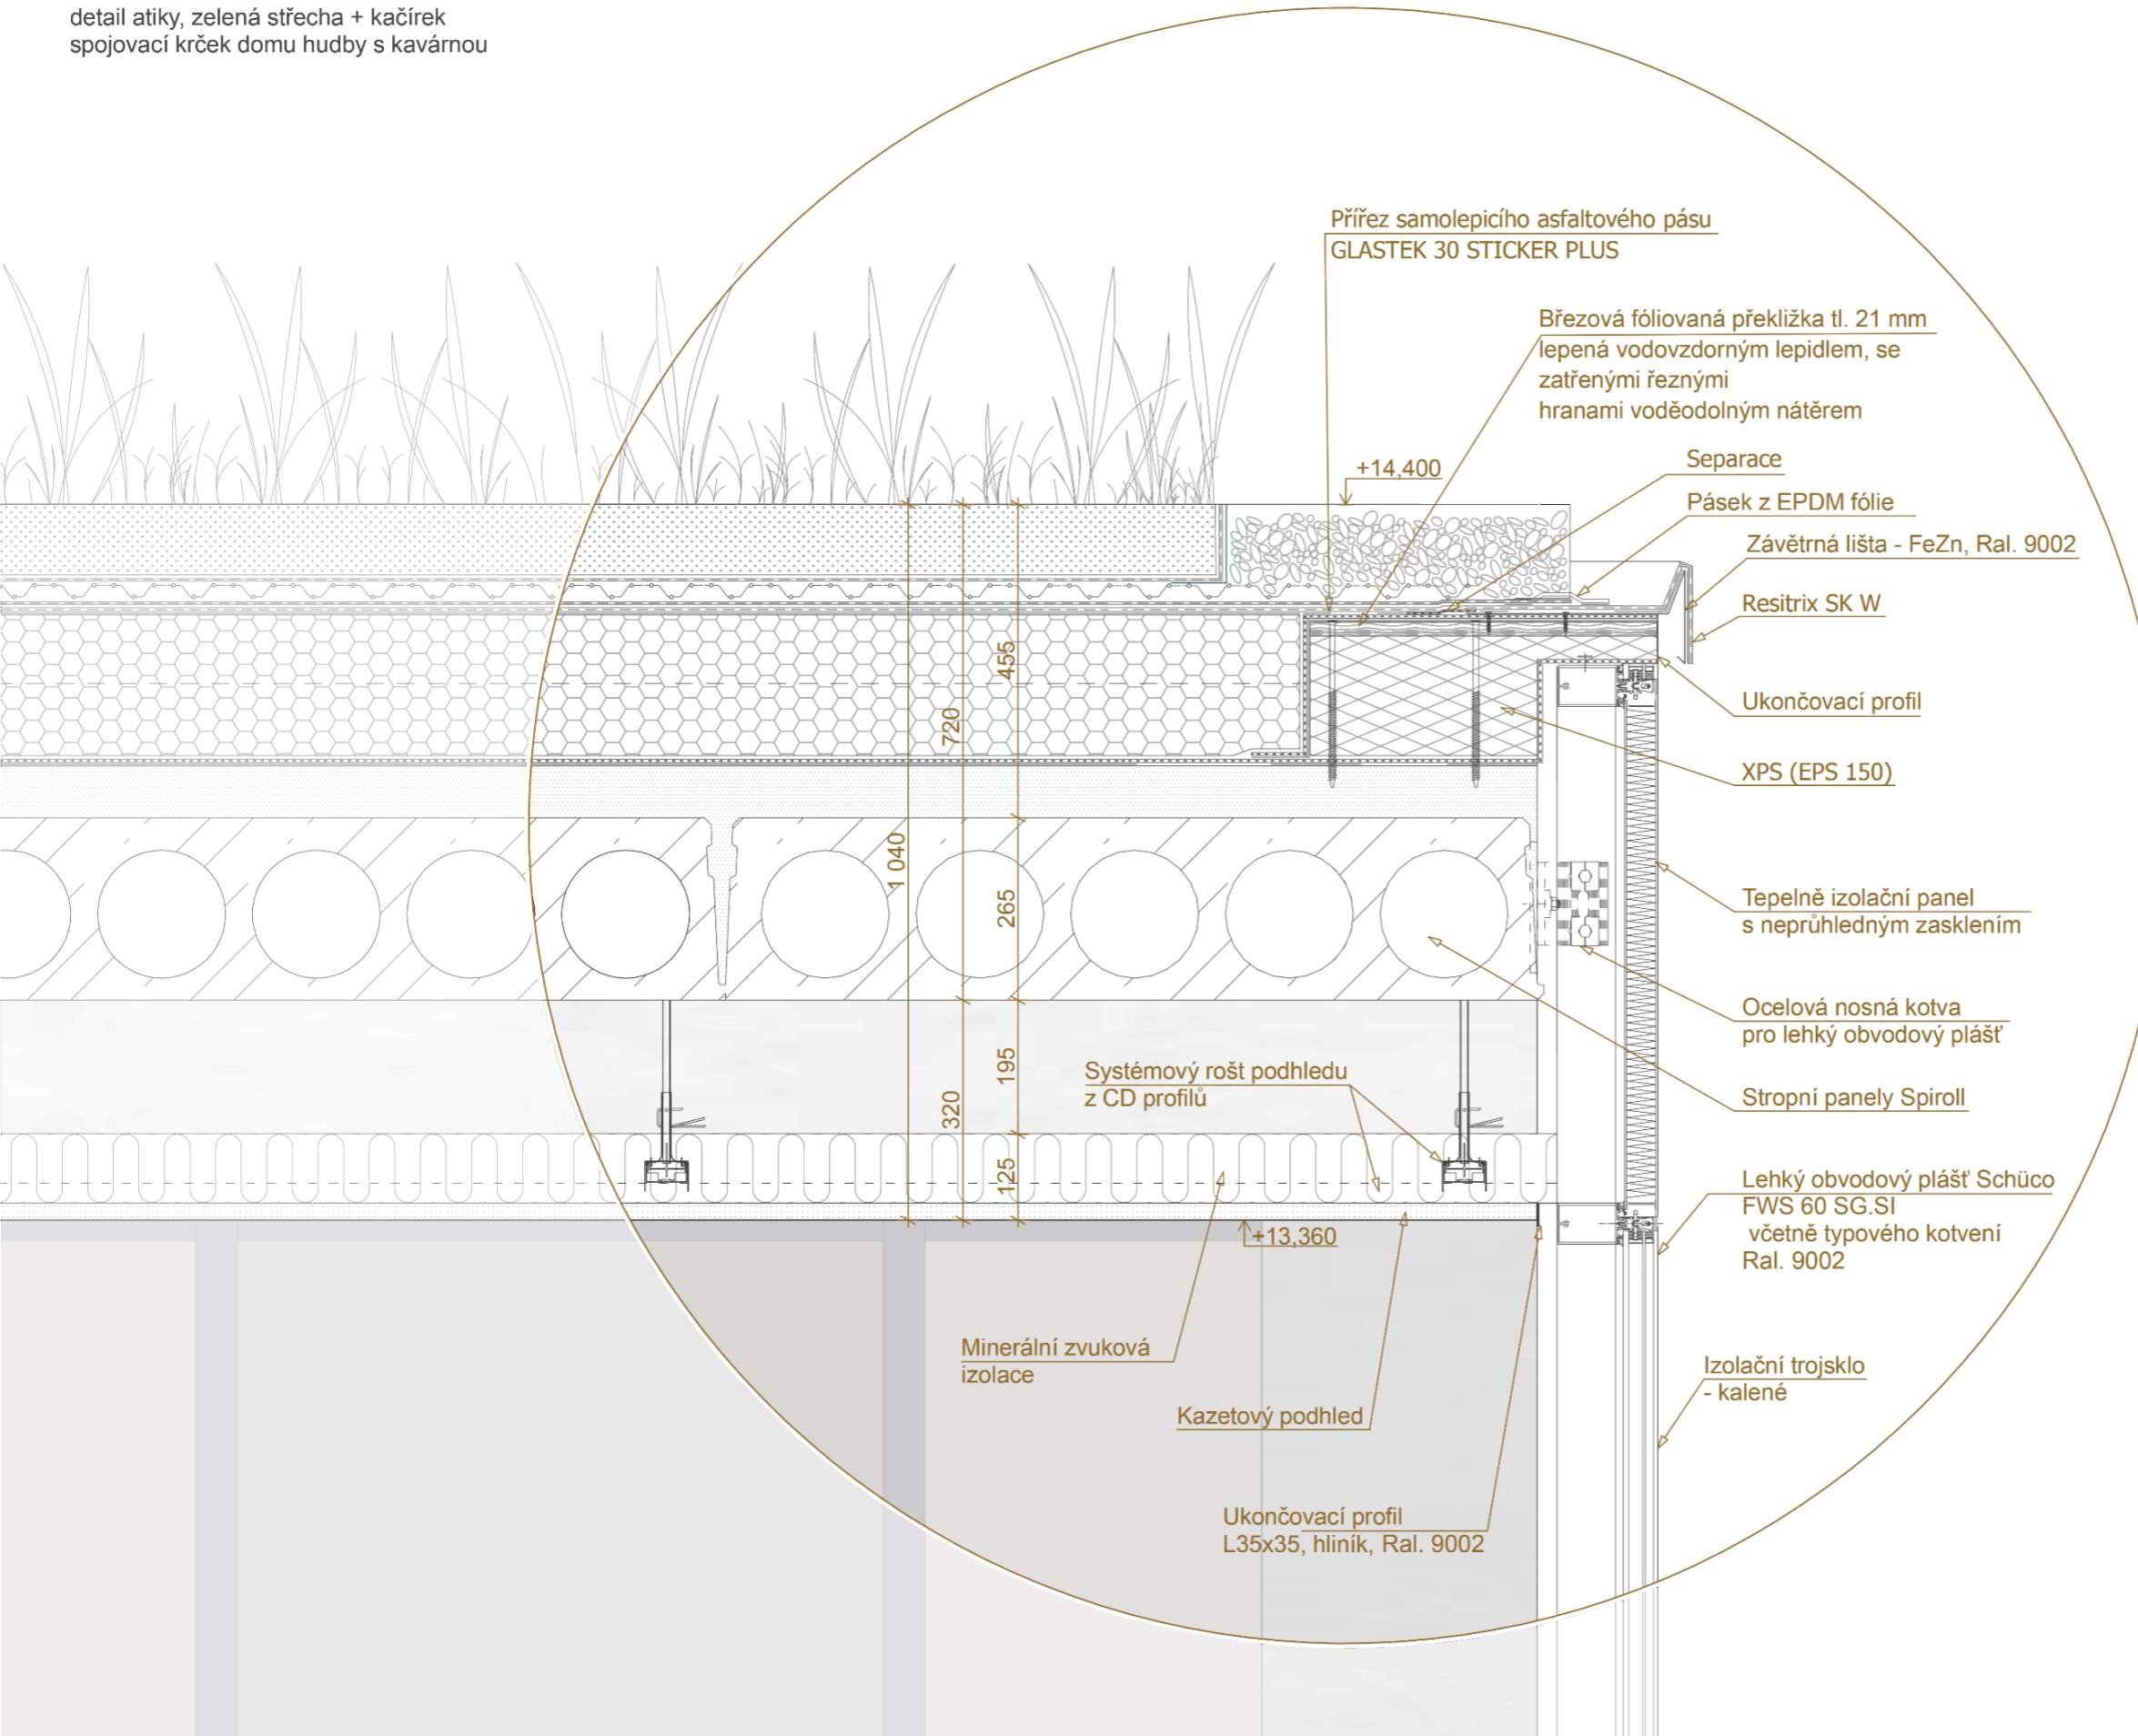 detail atiky, zelená střecha + kačírek
spojovací krček domu hudby s kavárnou
Přířez samolepicího asfaltového pásu
GLASTEK 30 STICKER PLUS
Březová fóliovaná překližka tl. 21 mm
lepená vodovzdorným lepidlem, se
zatřenými řeznými
hranami voděodolným nátěrem
+14,400
Separace
Pásek z EPDM fólie
Závětrná lišta - FeZn, Ral. 9002
Resitrix SK W
Ukončovací profil
XPS (EPS 150)
455
720
1 040
265
Tepelně izolační panel
s neprůhledným zasklením
Ocelová nosná kotva
pro lehký obvodový plášť
Stropní panely Spiroll
195
320
125
Systémový rošt podhledu
z CD profilů
Lehký obvodový plášť Schüco
FWS 60 SG.SI
včetně typového kotvení
Ral. 9002
+13,360
Minerální zvuková
izolace
Kazetový podhled
Izolační trojsklo
- kalené
Ukončovací profil
L35x35, hliník, Ral. 9002